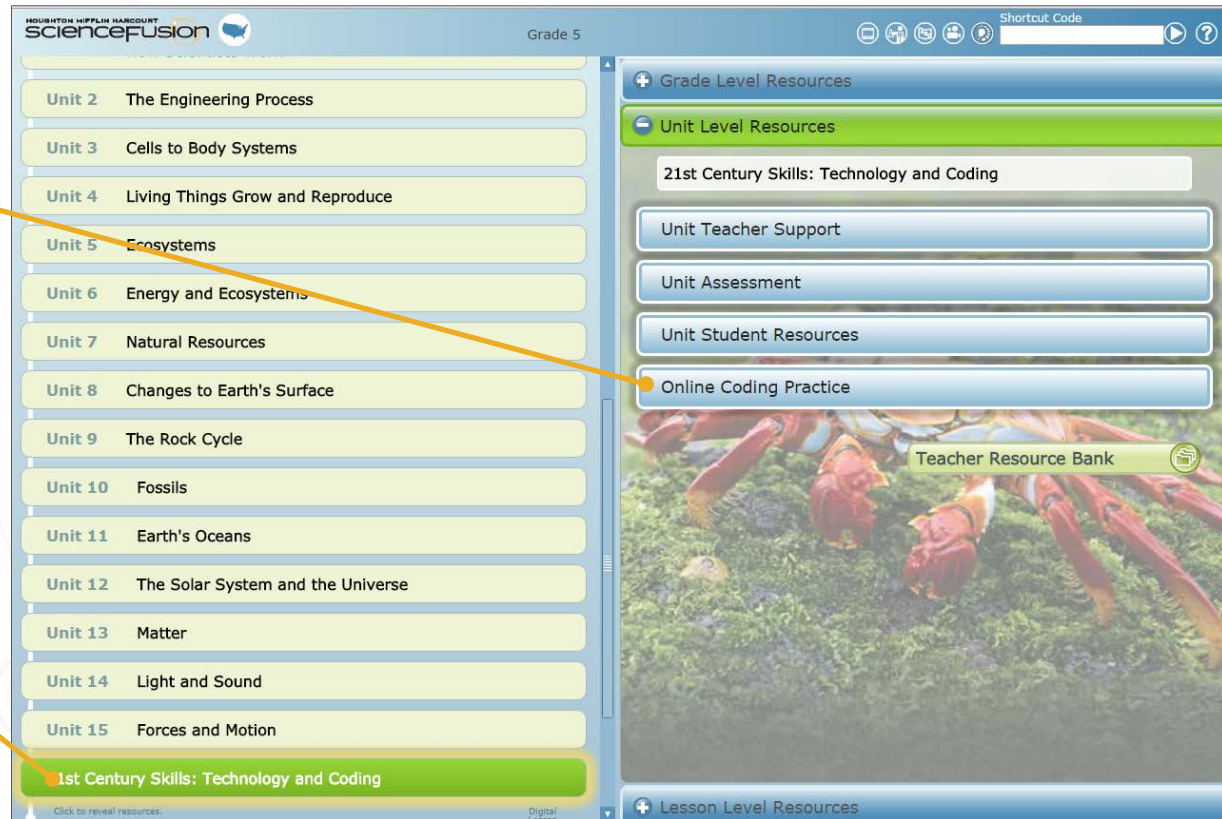 HOUGHTON MIFFLIN HARCOURT
SCIENCEFUSION
Grade 5
Shortcut Code
Unit 2 The Engineering Process
Unit 3 Cells to Body Systems
Unit 4 Living Things Grow and Reproduce
Unit 5 Ecosystems
Unit 6 Energy and Ecosystems
Unit 7 Natural Resources
Unit 8 Changes to Earth's Surface
Unit 9 The Rock Cycle
Unit 10 Fossils
Unit 11 Earth's Oceans
Unit 12 The Solar System and the Universe
Unit 13 Matter
Unit 14 Light and Sound
Unit 15 Forces and Motion
21st Century Skills: Technology and Coding
Click to reveal resources.
Digital
Grade Level Resources
Unit Level Resources
21st Century Skills: Technology and Coding
Unit Teacher Support
Unit Assessment
Unit Student Resources
Online Coding Practice
Teacher Resource Bank
Lesson Level Resources